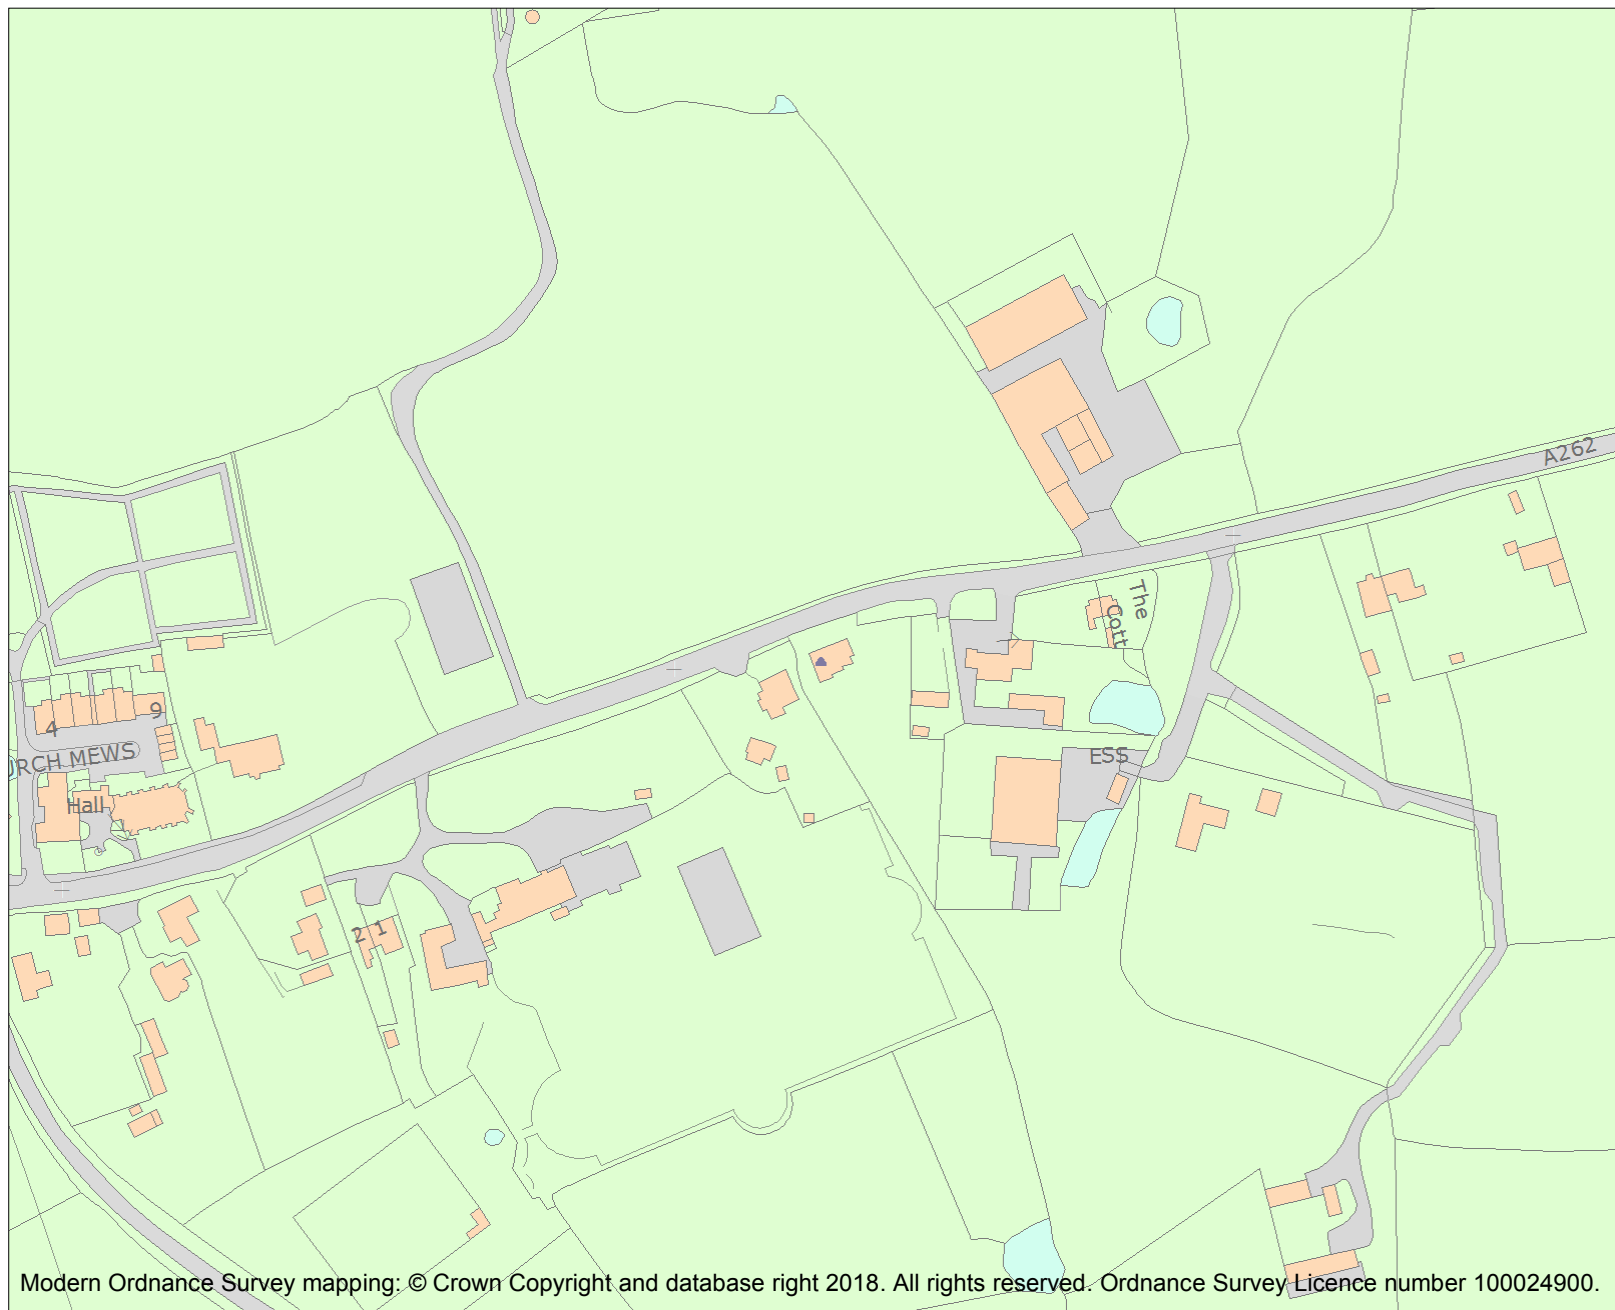 A262
The
Cott
9
4
URCH MEWS
ESS
Hall
2 1
Modern Ordnance Survey mapping: © Crown Copyright and database right 2018. All rights reserved. Ordnance Survey Licence number 100024900.